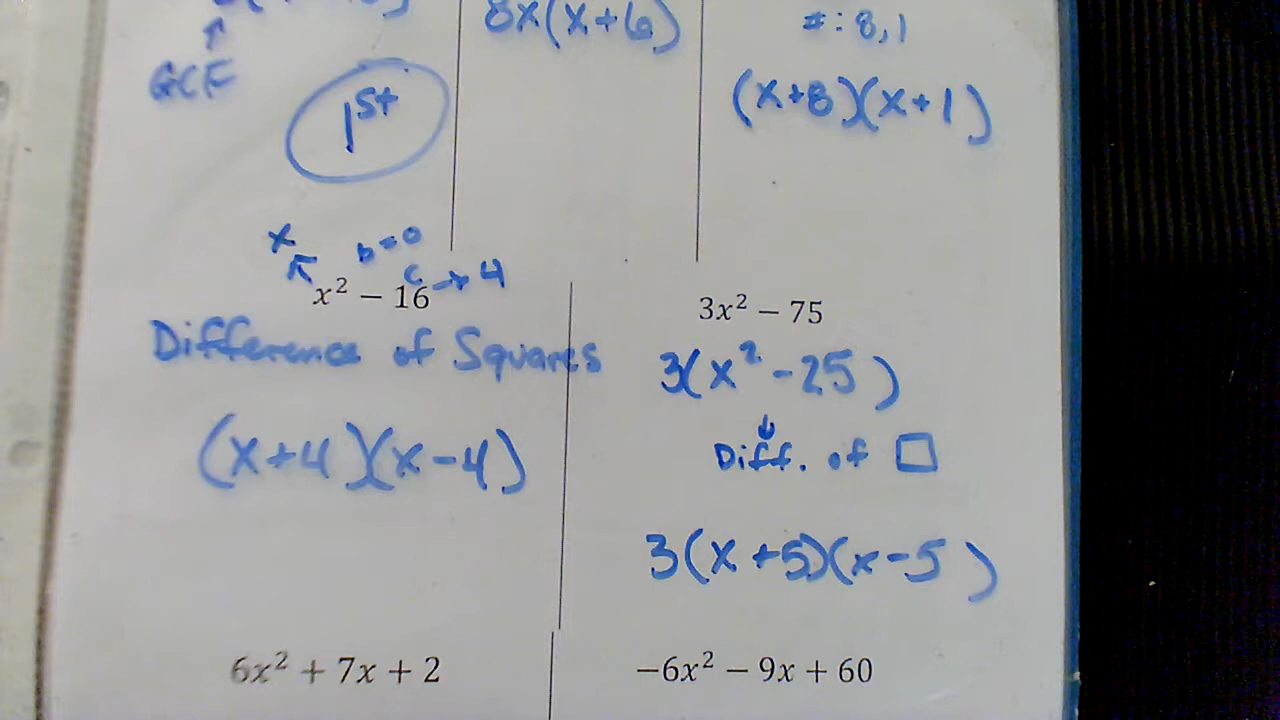 GCF
1st
8x(x+6)
#: 8,1
(x+8)(x+1)
x b=0
c → 4
x² − 16
Difference of Squares
(x+4)(x−4)
3x² − 75
3(x²−25)
Diff. of □
3(x+5)(x−5)
6x² + 7x + 2
−6x² − 9x + 60